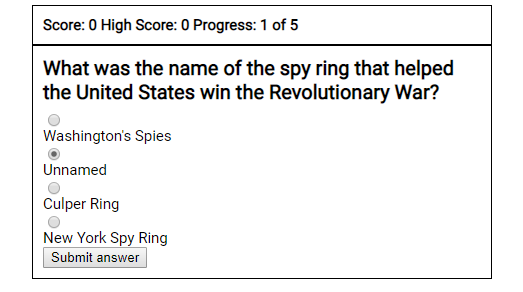 Score: 0 High Score: 0 Progress: 1 of 5
What was the name of the spy ring that helped
the United States win the Revolutionary War?
Washington's Spies
Unnamed
Culper Ring
New York Spy Ring
Submit answer